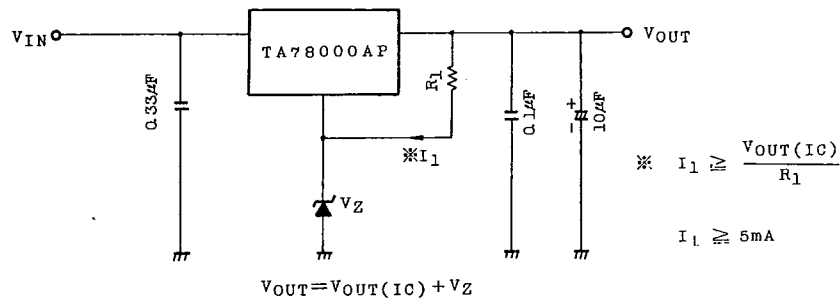 VIN
TA78000AP
VOUT
0.33μF
R1
0.1μF
+
-
10μF
※I1
VZ
※ I1 ≧ VOUT(IC)
R1
I1 ≧ 5mA
VOUT=VOUT(IC)+VZ